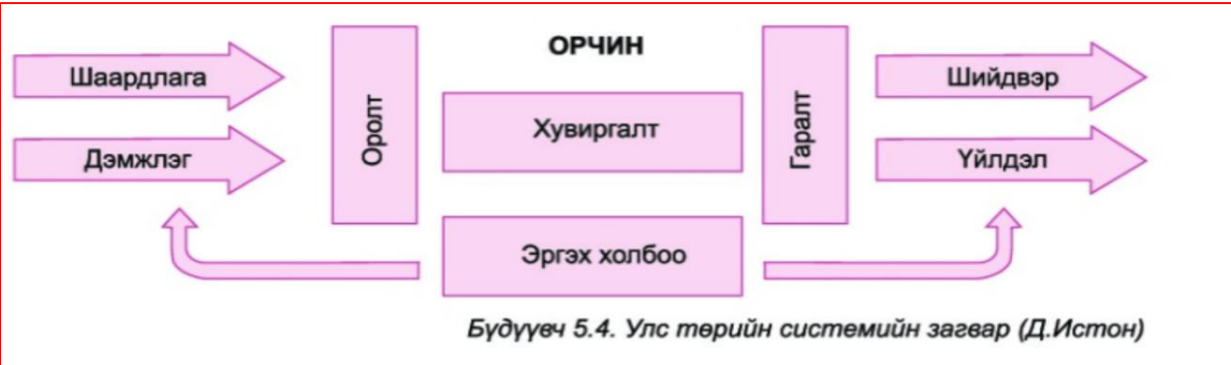 ОРЧИН
Шаардлага
Дэмжлэг
Оролт
Хувиргалт
Эргэх холбоо
Гаралт
Шийдвэр
Үйлдэл
Бүдүүвч 5.4. Улс төрийн системийн загвар (Д.Истон)